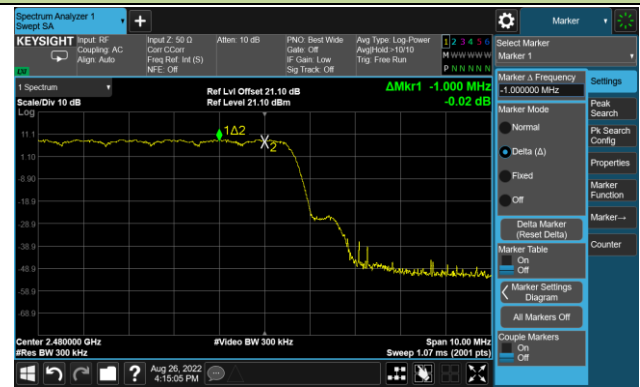 Spectrum Analyzer 1
Swept SA
Marker
KEYSIGHT
Input: RF
Coupling: AC
Align: Auto
Input Z: 50 Ω
Corr CCorr
Freq Ref: Int (S)
NFE: Off
Atten: 10 dB
PNO: Best Wide
Gate: Off
IF Gain: Low
Sig Track: Off
Avg Type: Log-Power
Avg|Hold:>10/10
Trig: Free Run
1 2 3 4 5 6
M W W W W W
P N N N N N
LXI
1 Spectrum
Scale/Div 10 dB
Log
Ref Lvl Offset 21.10 dB
Ref Level 21.10 dBm
ΔMkr1 -1.000 MHz
-0.02 dB
1Δ2
2
11.1
1.10
-8.90
-18.9
-28.9
-38.9
-48.9
-58.9
-68.9
Center 2.480000 GHz
#Res BW 300 kHz
#Video BW 300 kHz
Span 10.00 MHz
Sweep 1.07 ms (2001 pts)
Select Marker
Marker 1
Marker Δ Frequency
-1.000000 MHz
Marker Mode
Normal
Delta (Δ)
Fixed
Off
Delta Marker
(Reset Delta)
Marker Table
On
Off
Marker Settings
Diagram
All Markers Off
Couple Markers
On
Off
Settings
Peak
Search
Pk Search
Config
Properties
Marker
Function
Marker→
Counter
?
Aug 26, 2022
4:15:05 PM